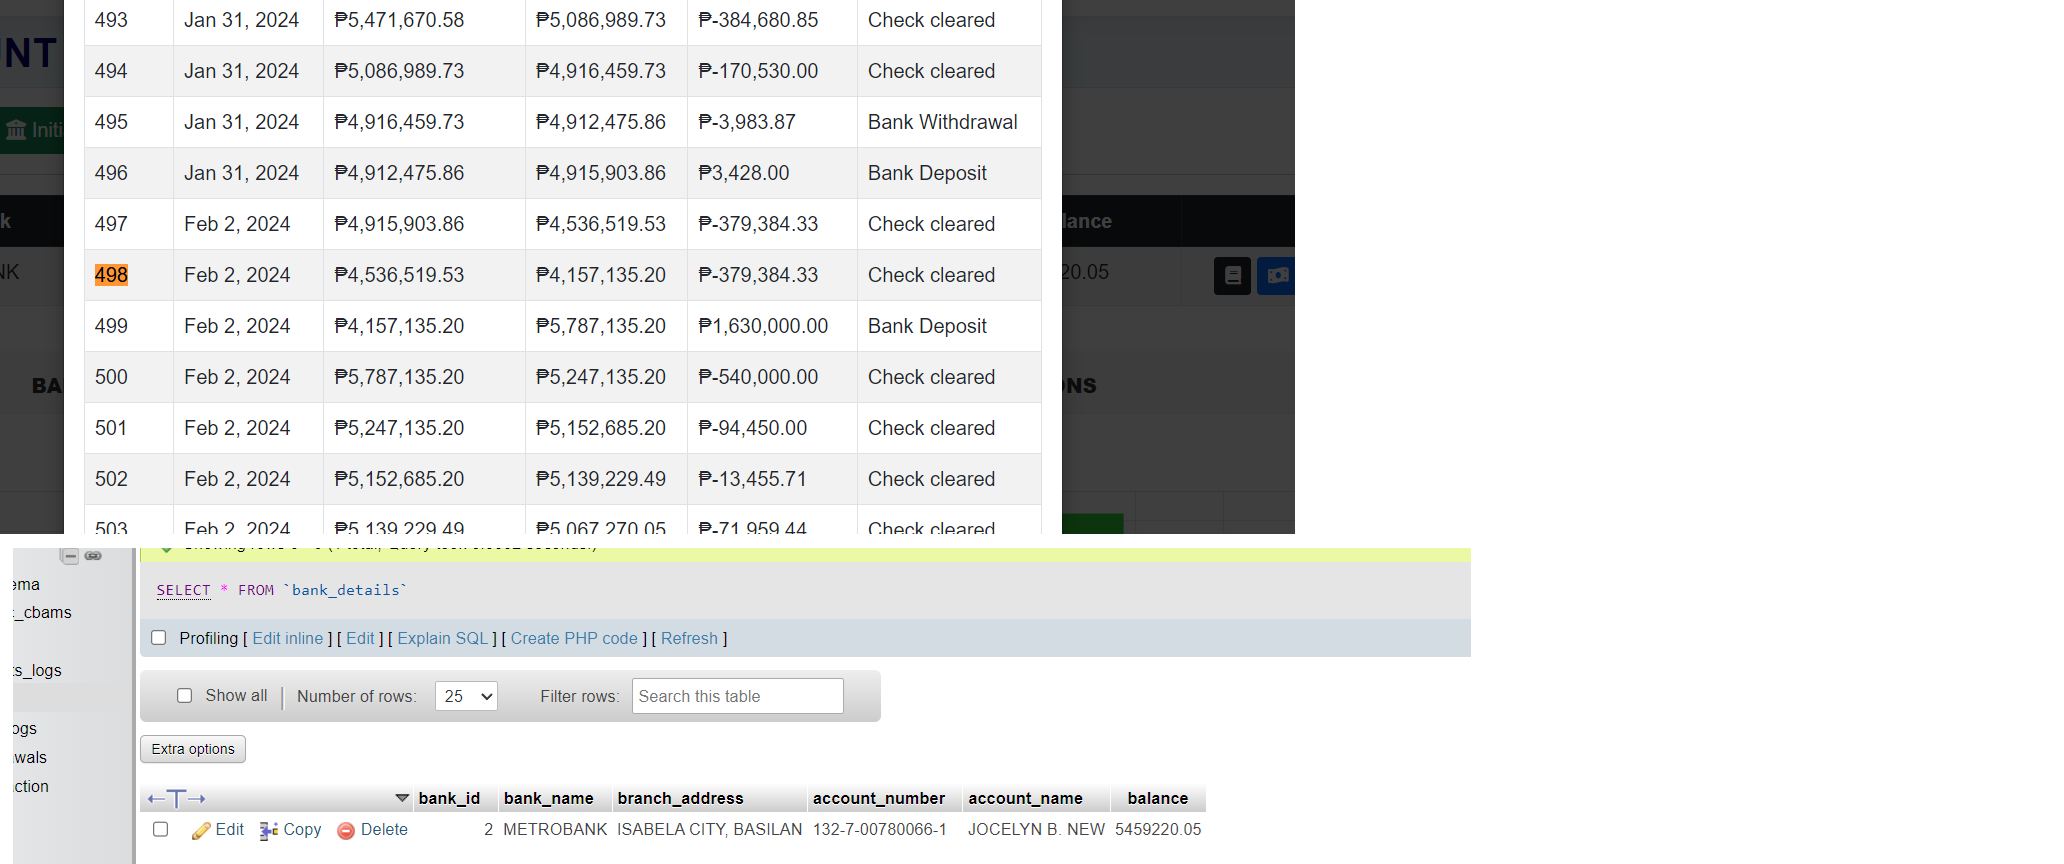 493 Jan 31, 2024 ₱5,471,670.58 ₱5,086,989.73 ₱-384,680.85 Check cleared
NT
494 Jan 31, 2024 ₱5,086,989.73 ₱4,916,459.73 ₱-170,530.00 Check cleared
Initi
495 Jan 31, 2024 ₱4,916,459.73 ₱4,912,475.86 ₱-3,983.87 Bank Withdrawal
496 Jan 31, 2024 ₱4,912,475.86 ₱4,915,903.86 ₱3,428.00 Bank Deposit
k 497 Feb 2, 2024 ₱4,915,903.86 ₱4,536,519.53 ₱-379,384.33 Check cleared lance
NK 498 Feb 2, 2024 ₱4,536,519.53 ₱4,157,135.20 ₱-379,384.33 Check cleared 20.05
499 Feb 2, 2024 ₱4,157,135.20 ₱5,787,135.20 ₱1,630,000.00 Bank Deposit
BA 500 Feb 2, 2024 ₱5,787,135.20 ₱5,247,135.20 ₱-540,000.00 Check cleared ONS
501 Feb 2, 2024 ₱5,247,135.20 ₱5,152,685.20 ₱-94,450.00 Check cleared
502 Feb 2, 2024 ₱5,152,685.20 ₱5,139,229.49 ₱-13,455.71 Check cleared
503 Feb 2, 2024 ₱5,139,229.49 ₱5,067,270.05 ₱-71,959.44 Check cleared
ema
_cbams
ts_logs
ogs
wals
ction
SELECT * FROM `bank_details`
Profiling [ Edit inline ] [ Edit ] [ Explain SQL ] [ Create PHP code ] [ Refresh ]
Show all | Number of rows: 25 Filter rows: Search this table
Extra options
←T→ bank_id bank_name branch_address account_number account_name balance
Edit Copy Delete 2 METROBANK ISABELA CITY, BASILAN 132-7-00780066-1 JOCELYN B. NEW 5459220.05